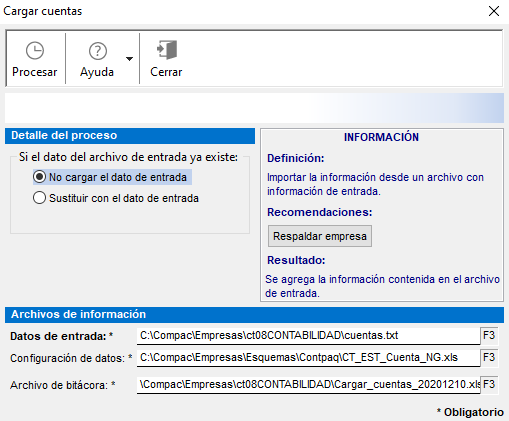 Cargar cuentas
Procesar
Ayuda
Cerrar
Detalle del proceso
Si el dato del archivo de entrada ya existe:
No cargar el dato de entrada
Sustituir con el dato de entrada
INFORMACIÓN
Definición:
Importar la información desde un archivo con
información de entrada.
Recomendaciones:
Respaldar empresa
Resultado:
Se agrega la información contenida en el archivo
de entrada.
Archivos de información
Datos de entrada: * C:\Compac\Empresas\ct08CONTABILIDAD\cuentas.txt F3
Configuración de datos: * C:\Compac\Empresas\Esquemas\Contpaq\CT_EST_Cuenta_NG.xls F3
Archivo de bitácora: * \Compac\Empresas\ct08CONTABILIDAD\Cargar_cuentas_20201210.xls F3
* Obligatorio